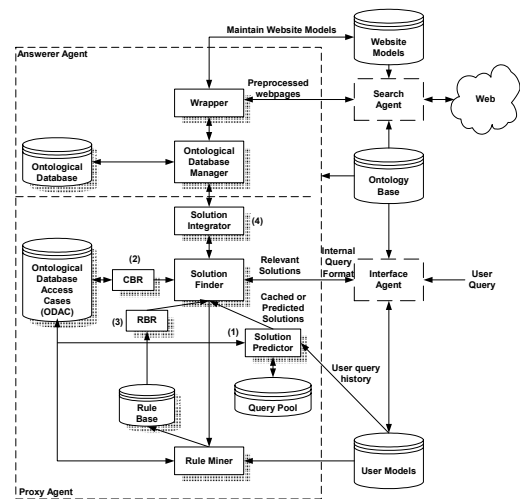 Maintain Website Models
Website
Models
Answerer Agent
Preprocessed
webpages
Wrapper
Search
Agent
Web
Ontological
Database
Ontological
Database
Manager
Ontology
Base
Solution
Integrator
(4)
Ontological
Database
Access
Cases
(ODAC)
(2)
CBR
Solution
Finder
Relevant
Solutions
Internal
Query
Format
Interface
Agent
User
Query
Cached or
Predicted
Solutions
(3)
RBR
(1)
Solution
Predictor
User query
history
Query Pool
Rule
Base
Rule Miner
User Models
Proxy Agent